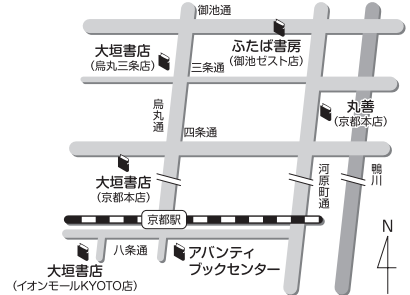 御池通
大垣書店
(烏丸三条店)
ふたば書房
(御池ゼスト店)
三条通
丸善
(京都本店)
烏丸通
四条通
大垣書店
(京都本店)
河原町通
鴨川
京都駅
N
八条通
アバンティ
ブックセンター
大垣書店
(イオンモールKYOTO店)